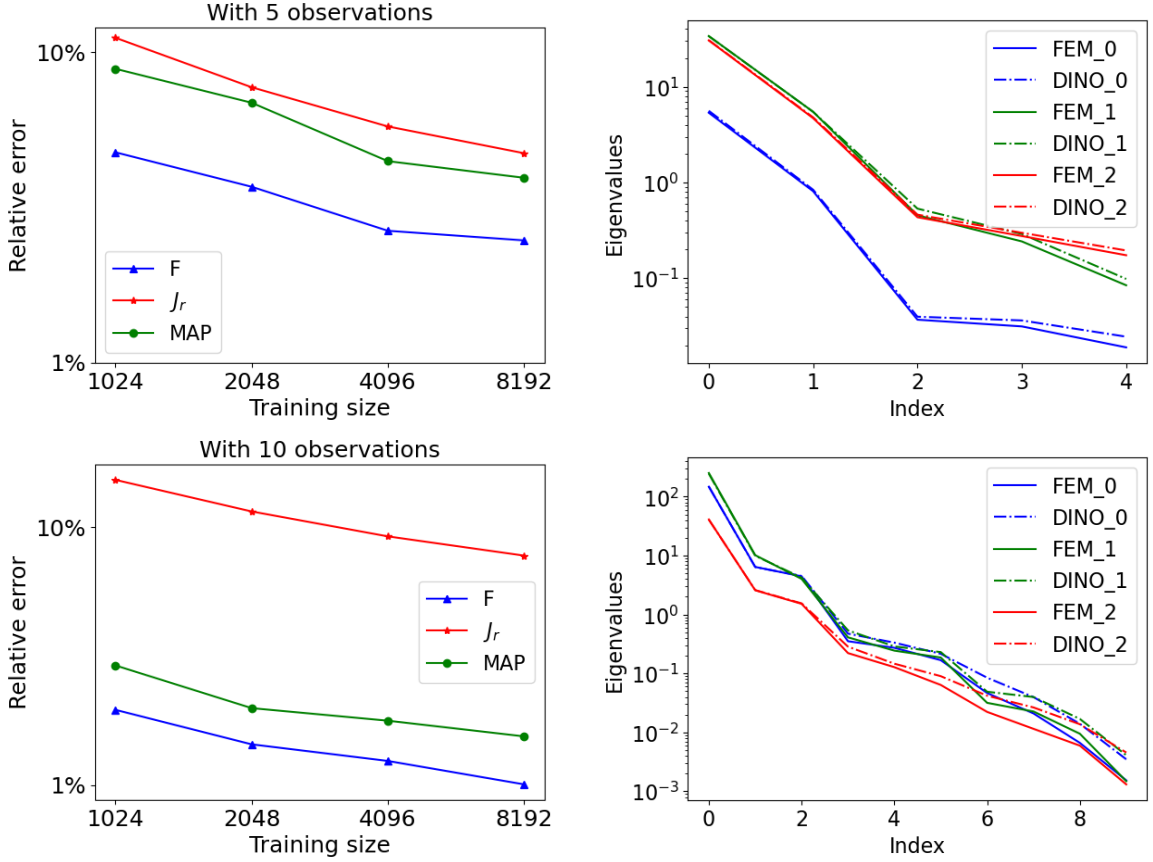 With 5 observations
10%
1%
Relative error
F
J_r
MAP
1024 2048 4096 8192
Training size
10^1
10^0
10^-1
Eigenvalues
FEM_0
DINO_0
FEM_1
DINO_1
FEM_2
DINO_2
0 1 2 3 4
Index
With 10 observations
10%
1%
Relative error
F
J_r
MAP
1024 2048 4096 8192
Training size
10^2
10^1
10^0
10^-1
10^-2
10^-3
Eigenvalues
FEM_0
DINO_0
FEM_1
DINO_1
FEM_2
DINO_2
0 2 4 6 8
Index